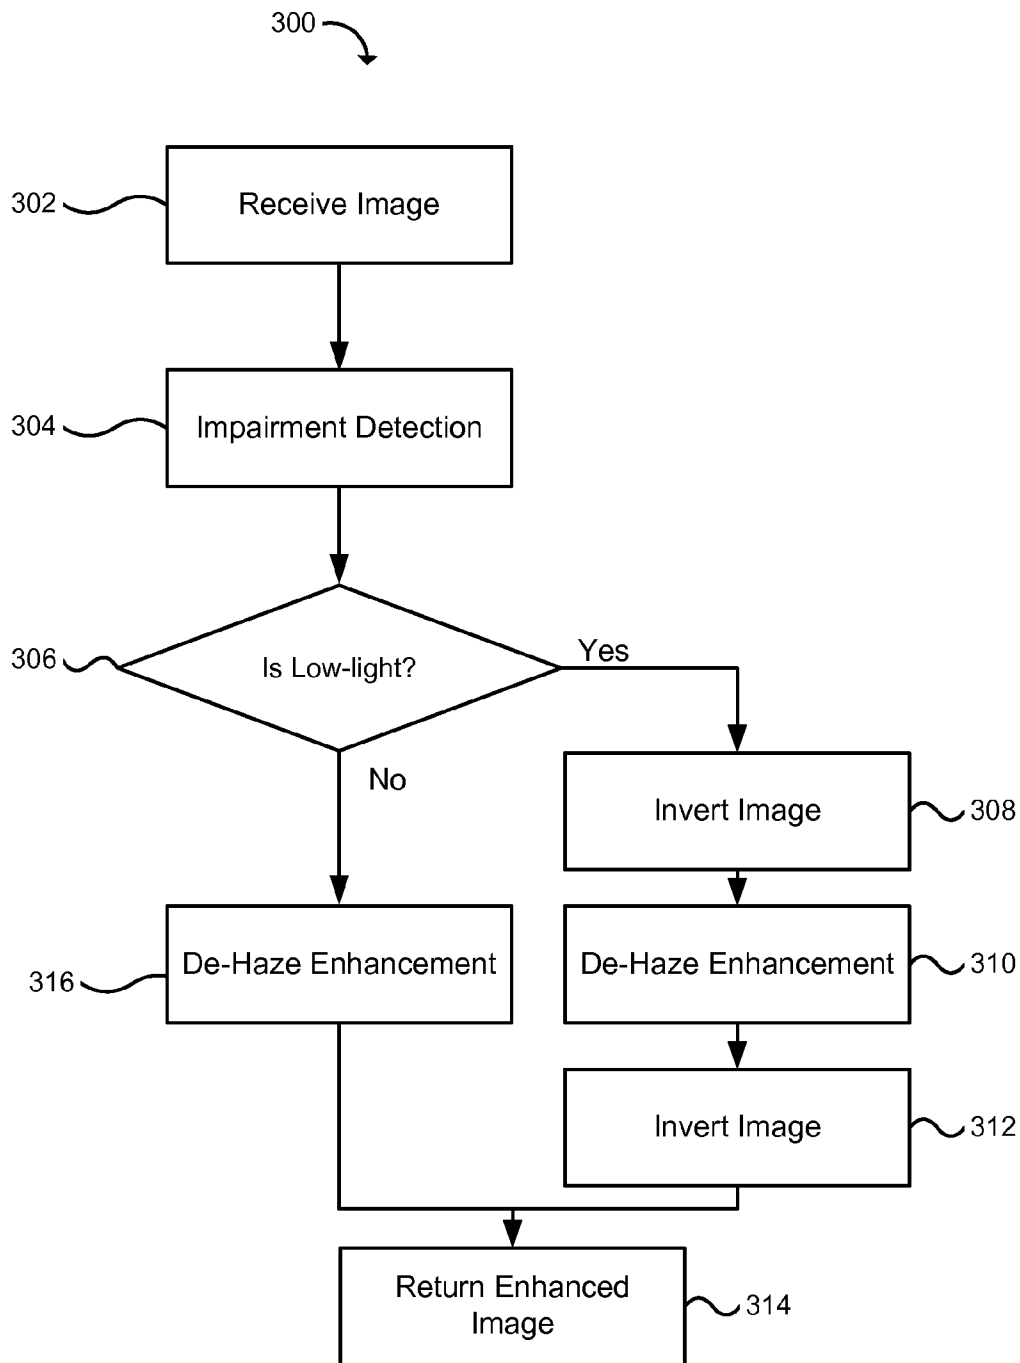 300
302
Receive Image
304
Impairment Detection
306
Is Low-light?
Yes
No
Invert Image
308
De-Haze Enhancement
316
De-Haze Enhancement
310
Invert Image
312
Return Enhanced
Image
314